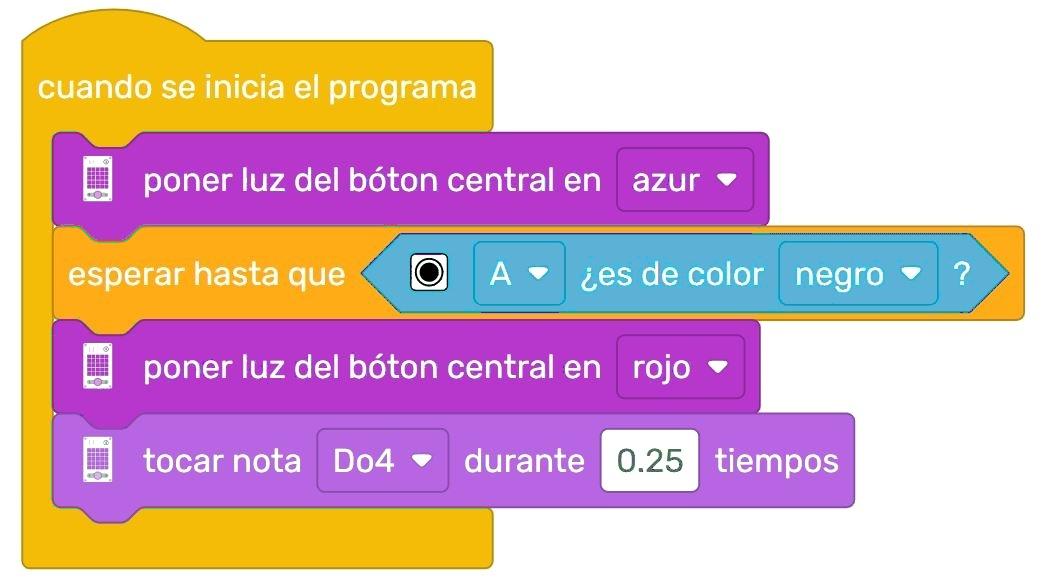 cuando se inicia el programa
poner luz del bóton central en azur
esperar hasta que A ¿es de color negro ?
poner luz del bóton central en rojo
tocar nota Do4 durante 0.25 tiempos